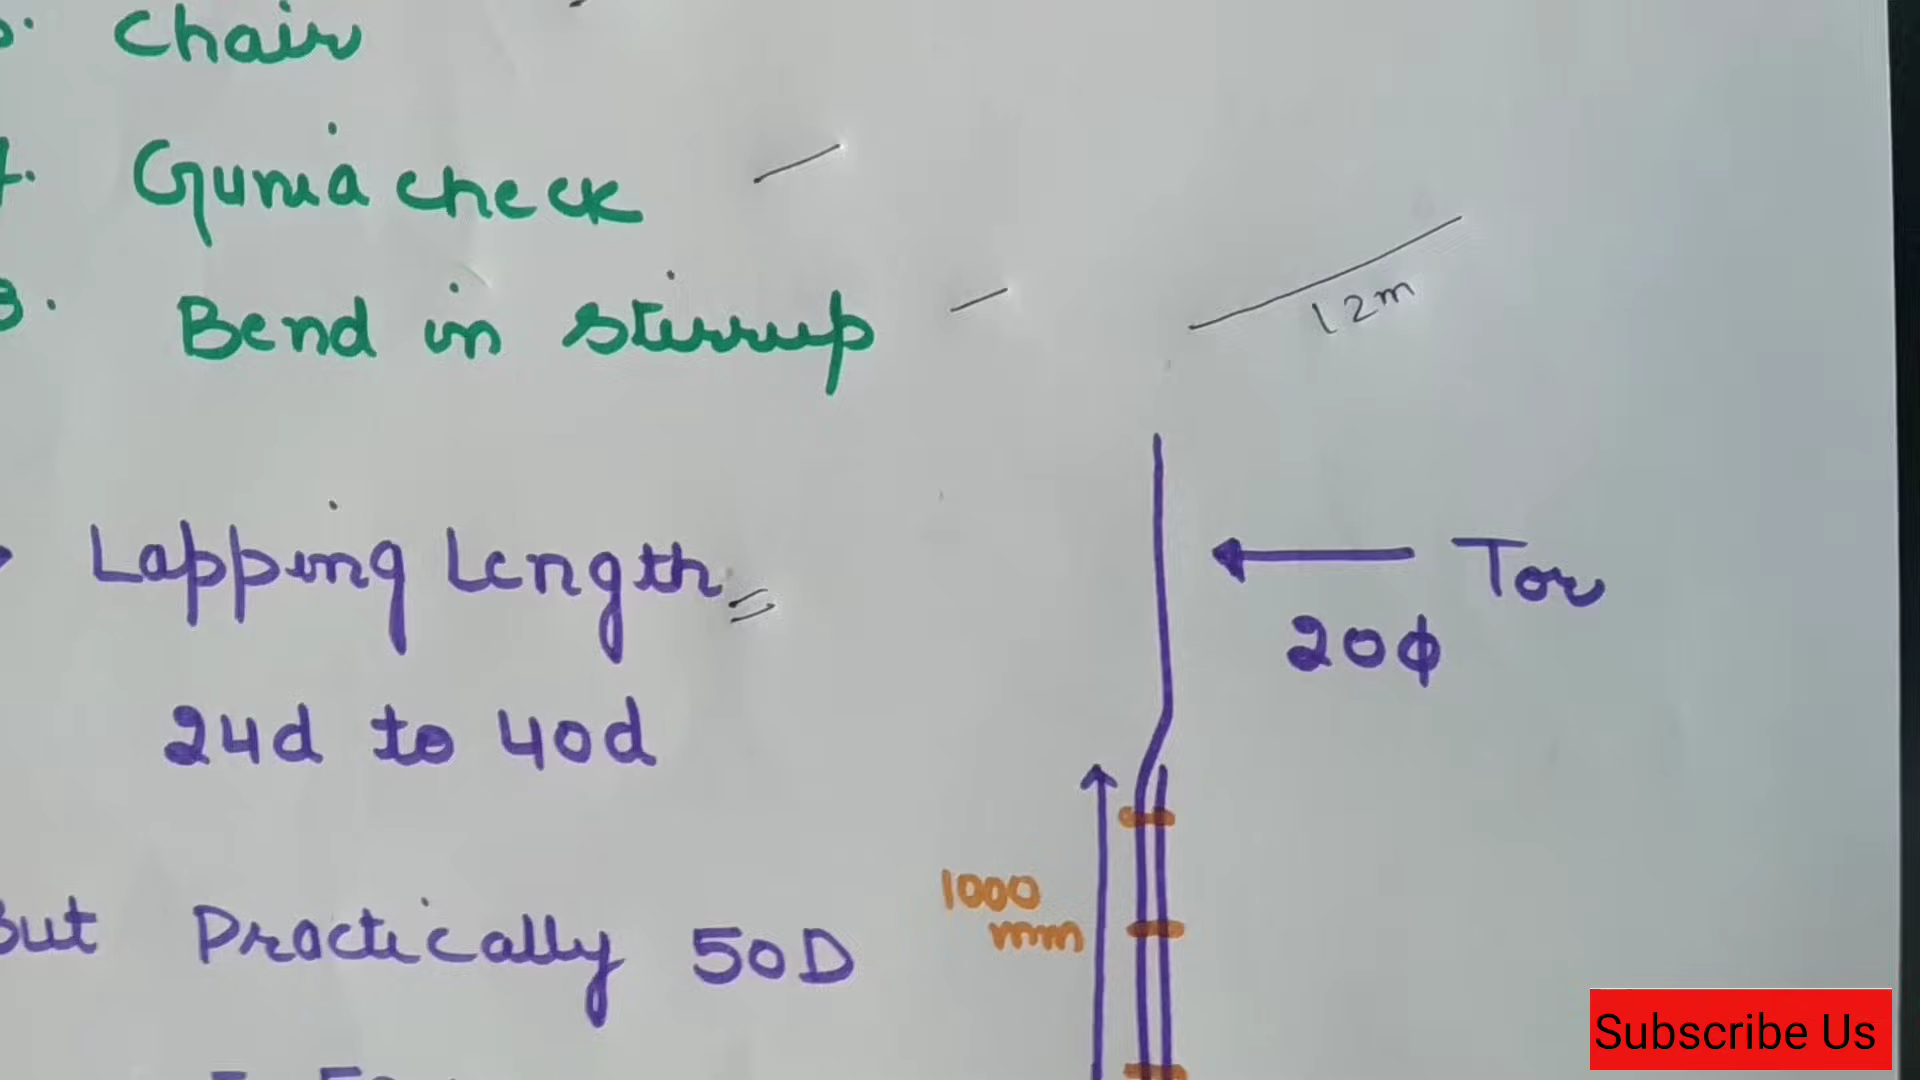 Chair
Gunia check
Bend in stirrup
12m
Lapping Length
Tor
20φ
24d to 40d
1000
mm
But Practically 50D
Subscribe Us